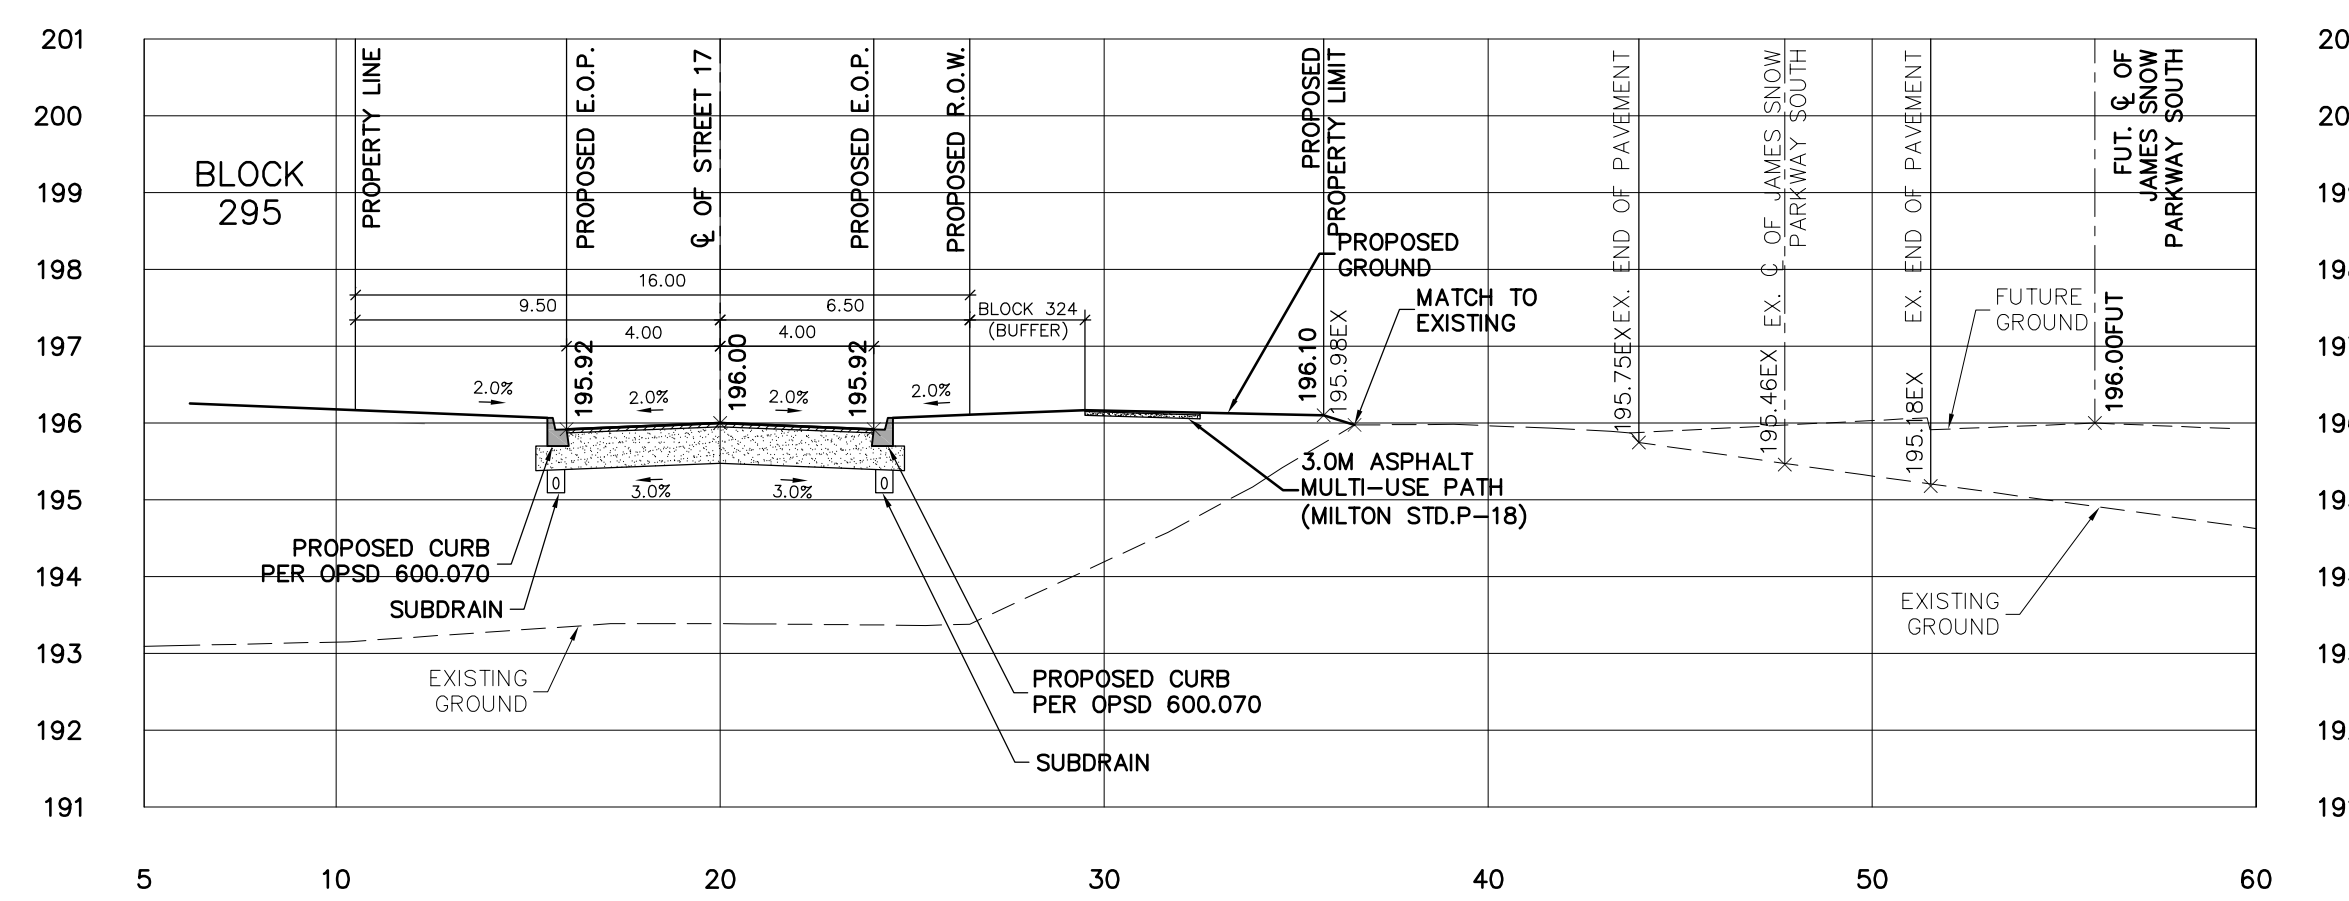 201
200
199
198
197
196
195
194
193
192
191
5
10
20
30
40
50
60
BLOCK
295
PROPERTY LINE
PROPOSED E.O.P.
℄ OF STREET 17
PROPOSED E.O.P.
PROPOSED R.O.W.
PROPOSED
PROPERTY LIMIT
EX. END OF PAVEMENT
EX. ℄ OF JAMES SNOW
PARKWAY SOUTH
EX. END OF PAVEMENT
FUT. ℄ OF
JAMES SNOW
PARKWAY SOUTH
16.00
9.50
6.50
4.00
4.00
BLOCK 324
(BUFFER)
195.92
196.00
195.92
196.10
195.98EX
195.75EX
195.46EX
195.18EX
196.00FUT
2.0%
2.0%
2.0%
2.0%
3.0%
3.0%
PROPOSED
GROUND
MATCH TO
EXISTING
FUTURE
GROUND
3.0M ASPHALT
MULTI-USE PATH
(MILTON STD.P-18)
PROPOSED CURB
PER OPSD 600.070
SUBDRAIN
EXISTING
GROUND
PROPOSED CURB
PER OPSD 600.070
SUBDRAIN
EXISTING
GROUND